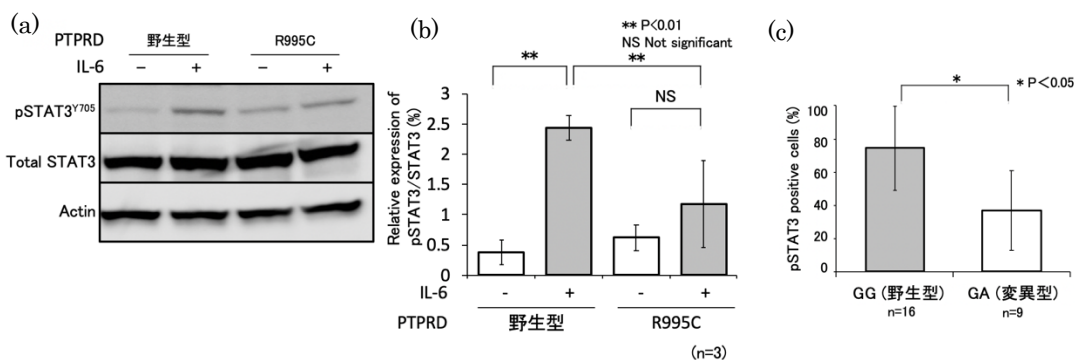 (a)
PTPRD 野生型 R995C
IL-6 − + − +
pSTAT3Y705
Total STAT3
Actin
(b)
** P<0.01
NS Not significant
** **
NS
Relative expression of
pSTAT3/STAT3 (%)
3
2.5
2
1.5
1
0.5
0
IL-6 - + - +
PTPRD 野生型 R995C
(n=3)
(c)
* * P<0.05
pSTAT3 positive cells (%)
100
80
60
40
20
0
GG (野生型) GA (変異型)
n=16 n=9